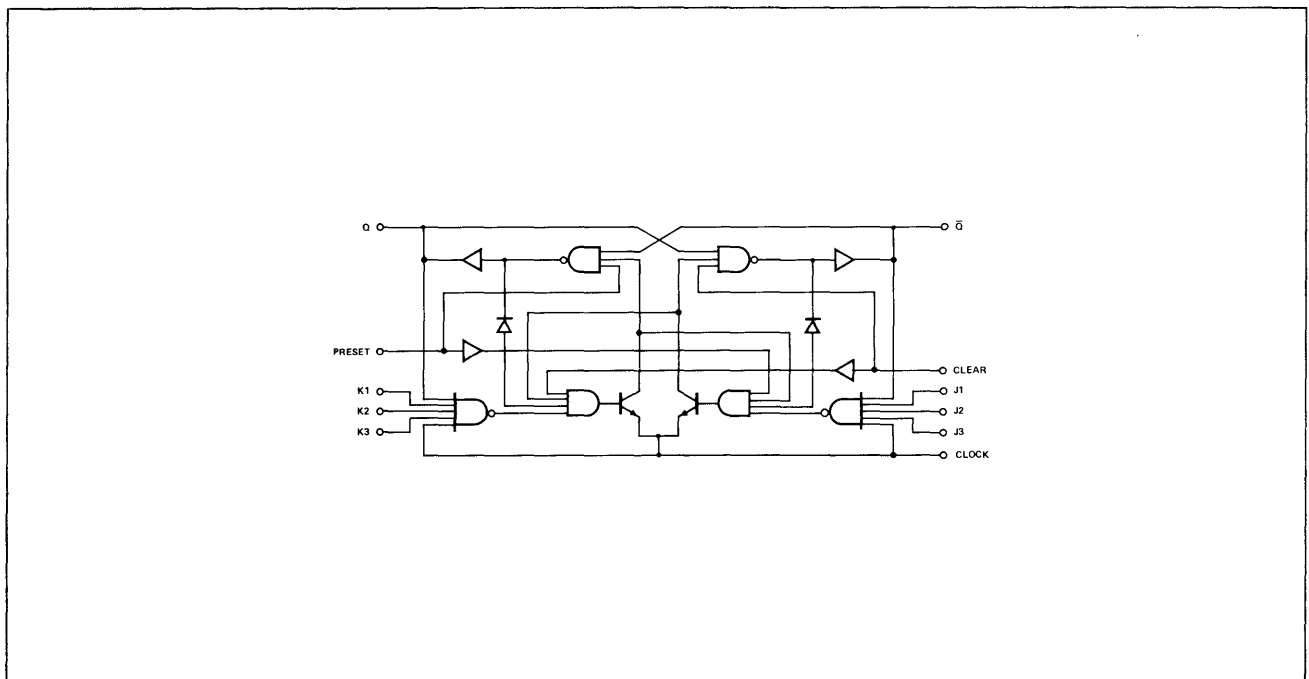 Q Q̅
PRESET CLEAR
K1 J1
K2 J2
K3 J3
CLOCK